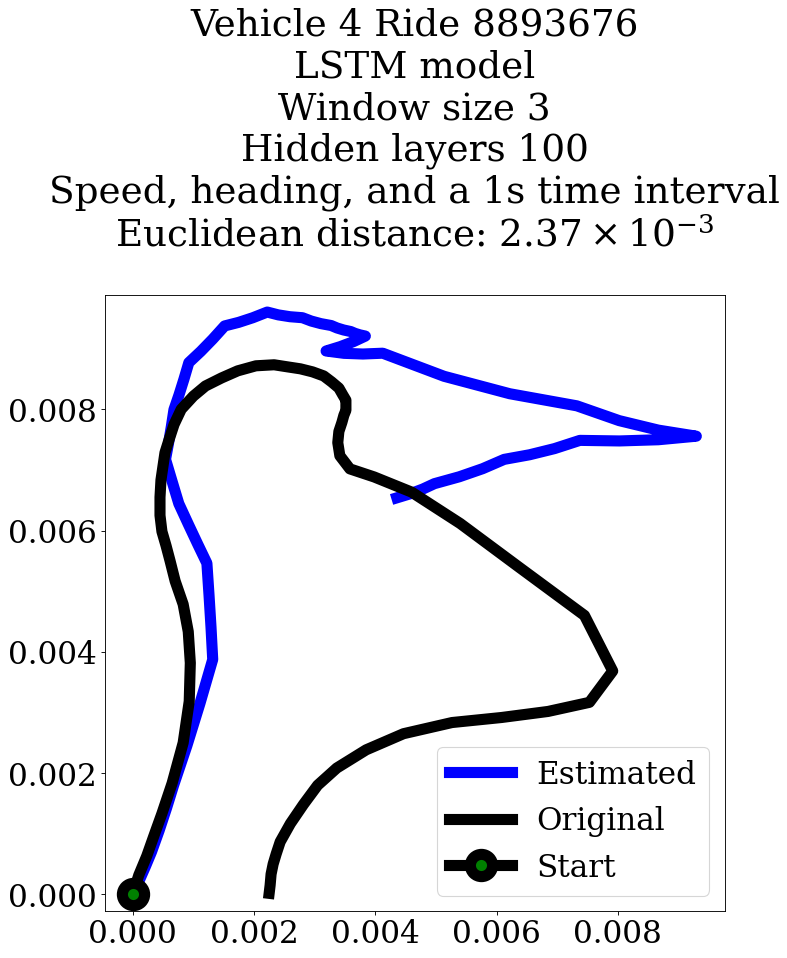 Vehicle 4 Ride 8893676
LSTM model
Window size 3
Hidden layers 100
Speed, heading, and a 1s time interval
Euclidean distance: 2.37 × 10⁻³
0.008
0.006
0.004
0.002
0.000
Estimated
Original
Start
0.000 0.002 0.004 0.006 0.008